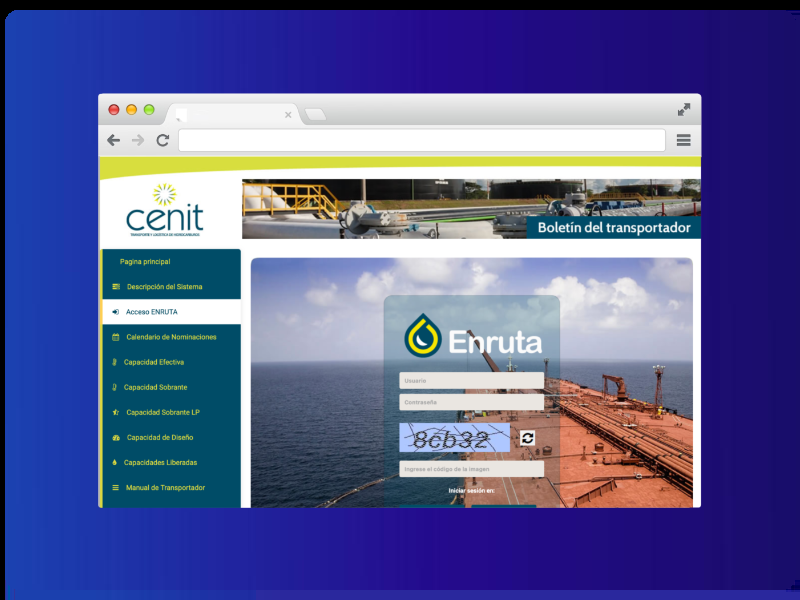 cenit
TRANSPORTE Y LOGÍSTICA DE HIDROCARBUROS
Boletín del transportador
Pagina principal
Descripción del Sistema
Acceso ENRUTA
Calendario de Nominaciones
Capacidad Efectiva
Capacidad Sobrante
Capacidad Sobrante LP
Capacidad de Diseño
Capacidades Liberadas
Manual de Transportador
Enruta
Usuario
Contraseña
8cb32
Ingrese el código de la imagen
Iniciar sesión en: